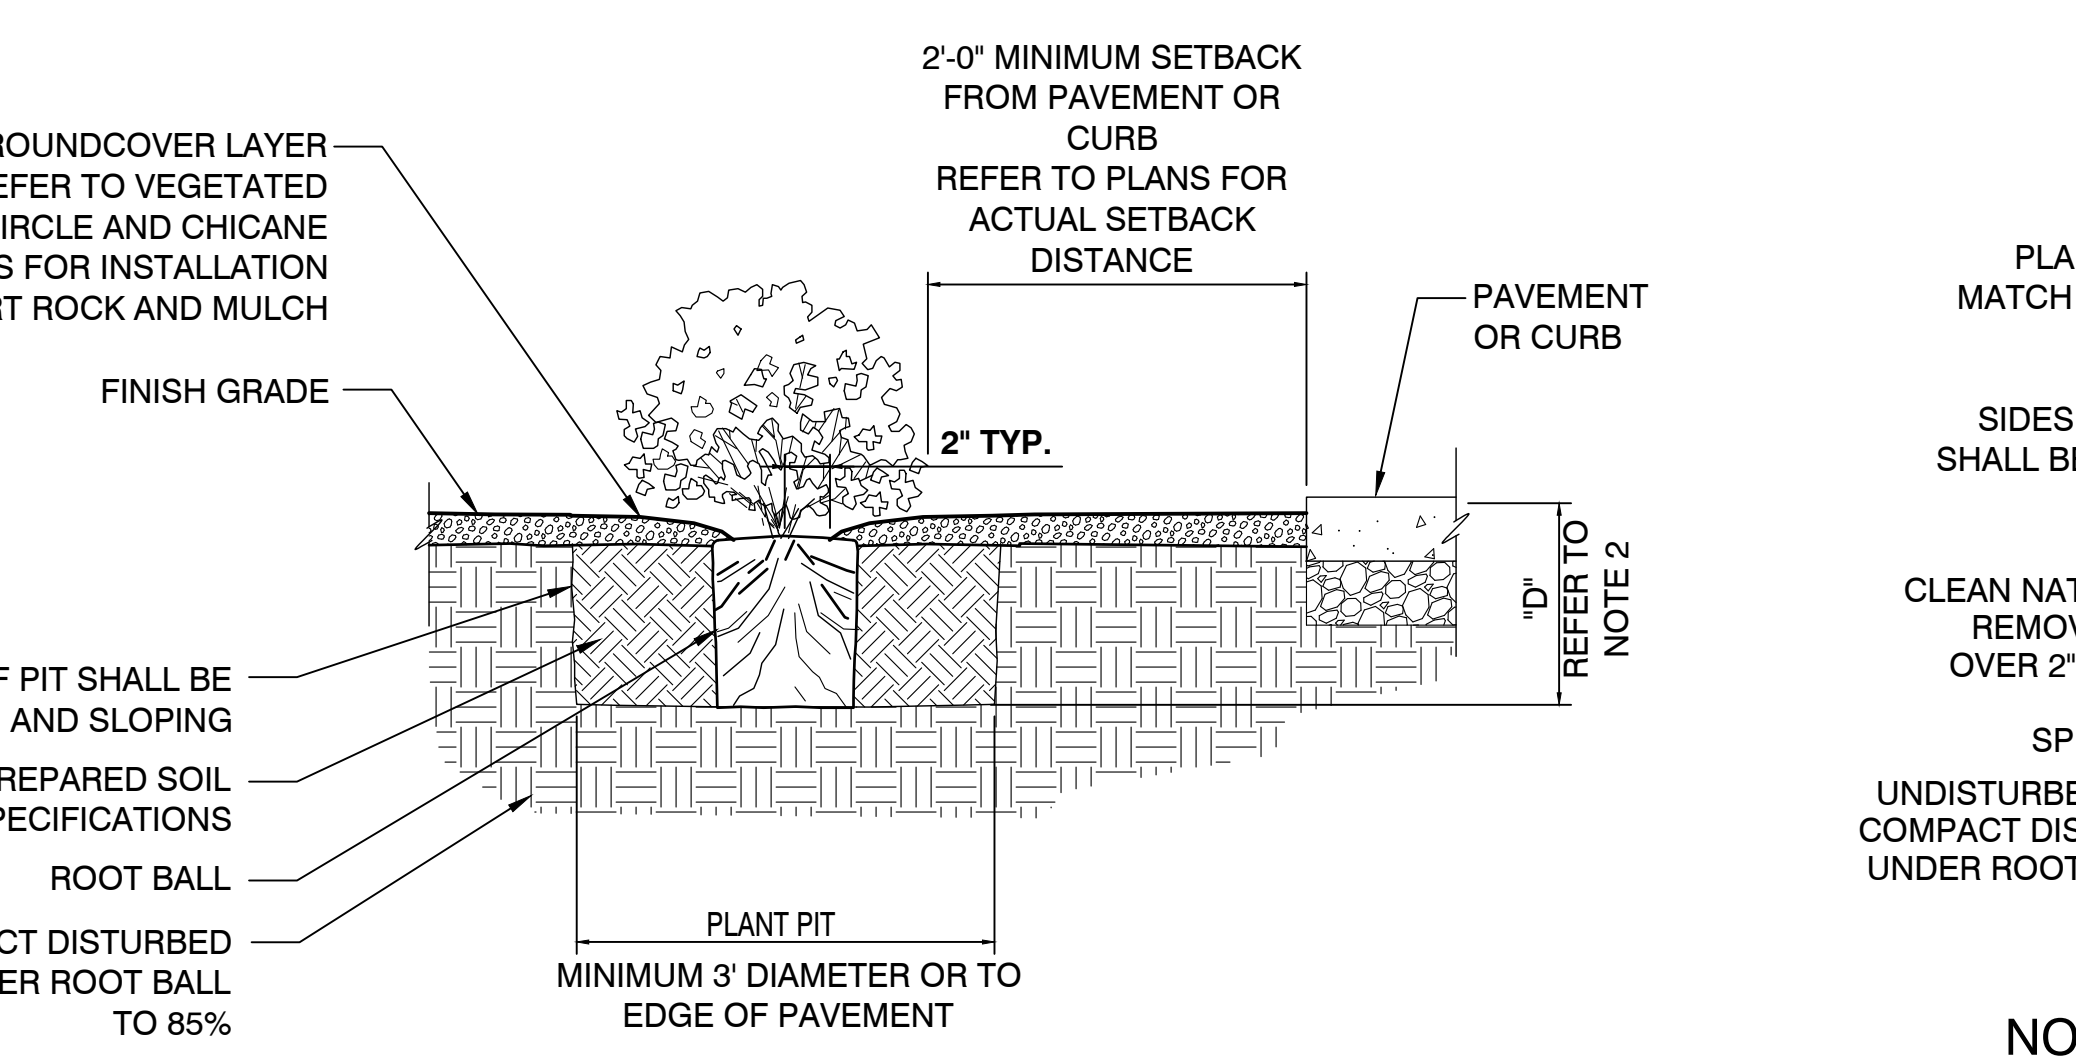 2'-0" MINIMUM SETBACK
FROM PAVEMENT OR
CURB
REFER TO PLANS FOR
ACTUAL SETBACK
DISTANCE
ROUNDCOVER LAYER
EFER TO VEGETATED
IRCLE AND CHICANE
S FOR INSTALLATION
RT ROCK AND MULCH
FINISH GRADE
PAVEMENT
OR CURB
2" TYP.
"D"
REFER TO
NOTE 2
F PIT SHALL BE
AND SLOPING
REPARED SOIL
PECIFICATIONS
ROOT BALL
CT DISTURBED
ER ROOT BALL
TO 85%
PLANT PIT
MINIMUM 3' DIAMETER OR TO
EDGE OF PAVEMENT
PLA
MATCH
SIDES
SHALL BE
CLEAN NAT
REMOV
OVER 2"
SP
UNDISTURBE
COMPACT DIS
UNDER ROOT
NO